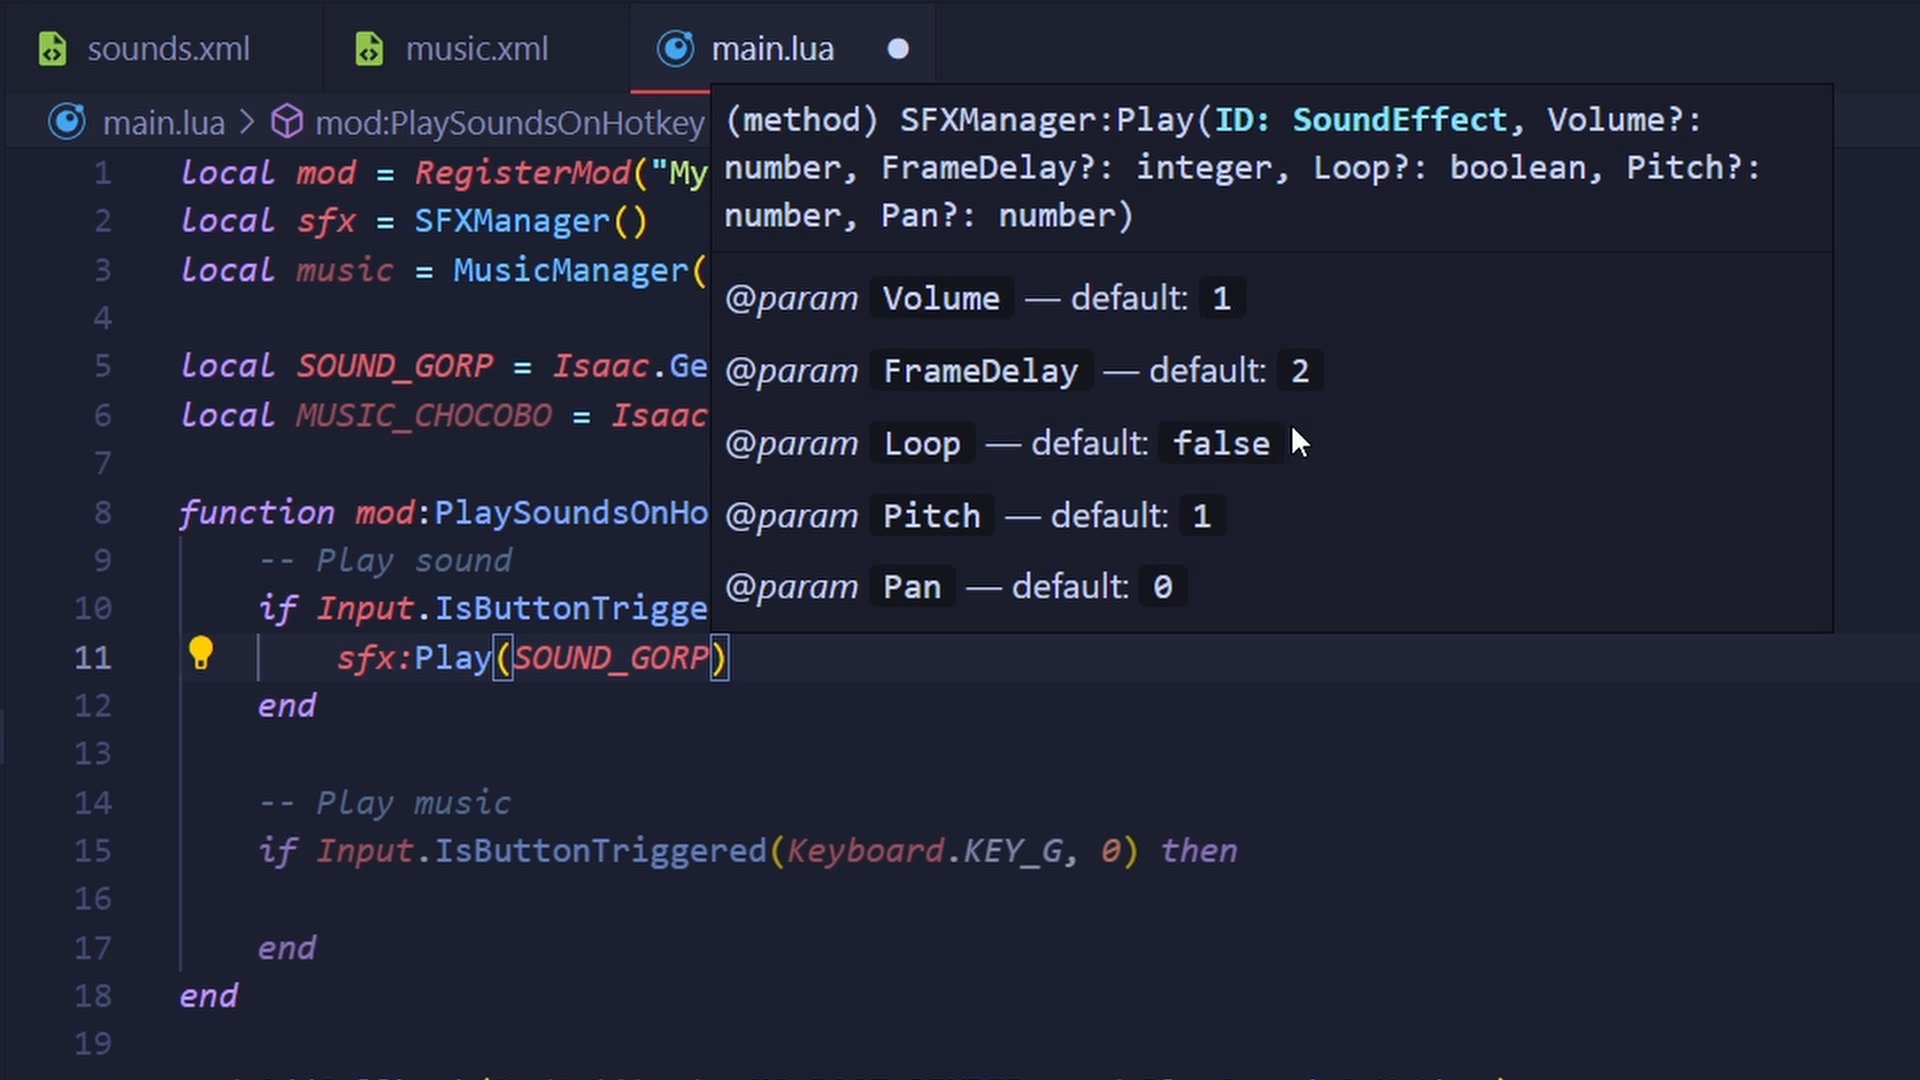 sounds.xml music.xml main.lua
main.lua > mod:PlaySoundsOnHotkey
(method) SFXManager:Play(ID: SoundEffect, Volume?:
number, FrameDelay?: integer, Loop?: boolean, Pitch?:
number, Pan?: number)
@param Volume — default: 1
@param FrameDelay — default: 2
@param Loop — default: false
@param Pitch — default: 1
@param Pan — default: 0
1 local mod = RegisterMod("My
2 local sfx = SFXManager()
3 local music = MusicManager(
4
5 local SOUND_GORP = Isaac.Ge
6 local MUSIC_CHOCOBO = Isaac
7
8 function mod:PlaySoundsOnHo
9 -- Play sound
10 if Input.IsButtonTrigge
11 sfx:Play(SOUND_GORP)
12 end
13
14 -- Play music
15 if Input.IsButtonTriggered(Keyboard.KEY_G, 0) then
16
17 end
18 end
19